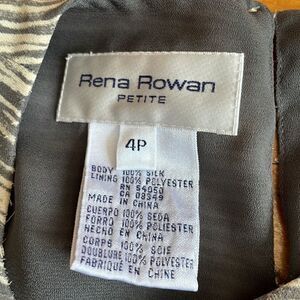 Rena Rowan
PETITE
4P
BODY 100% SILK
LINING 100% POLYESTER
RN 54050
CA 08349
MADE IN CHINA
CUERPO 100% SEDA
FORRO 100% POLIESTER
HECHO EN CHINA
CORPS 100% SOIE
DOUBLURE 100% POLYESTER
FABRIQUÉ EN CHINE